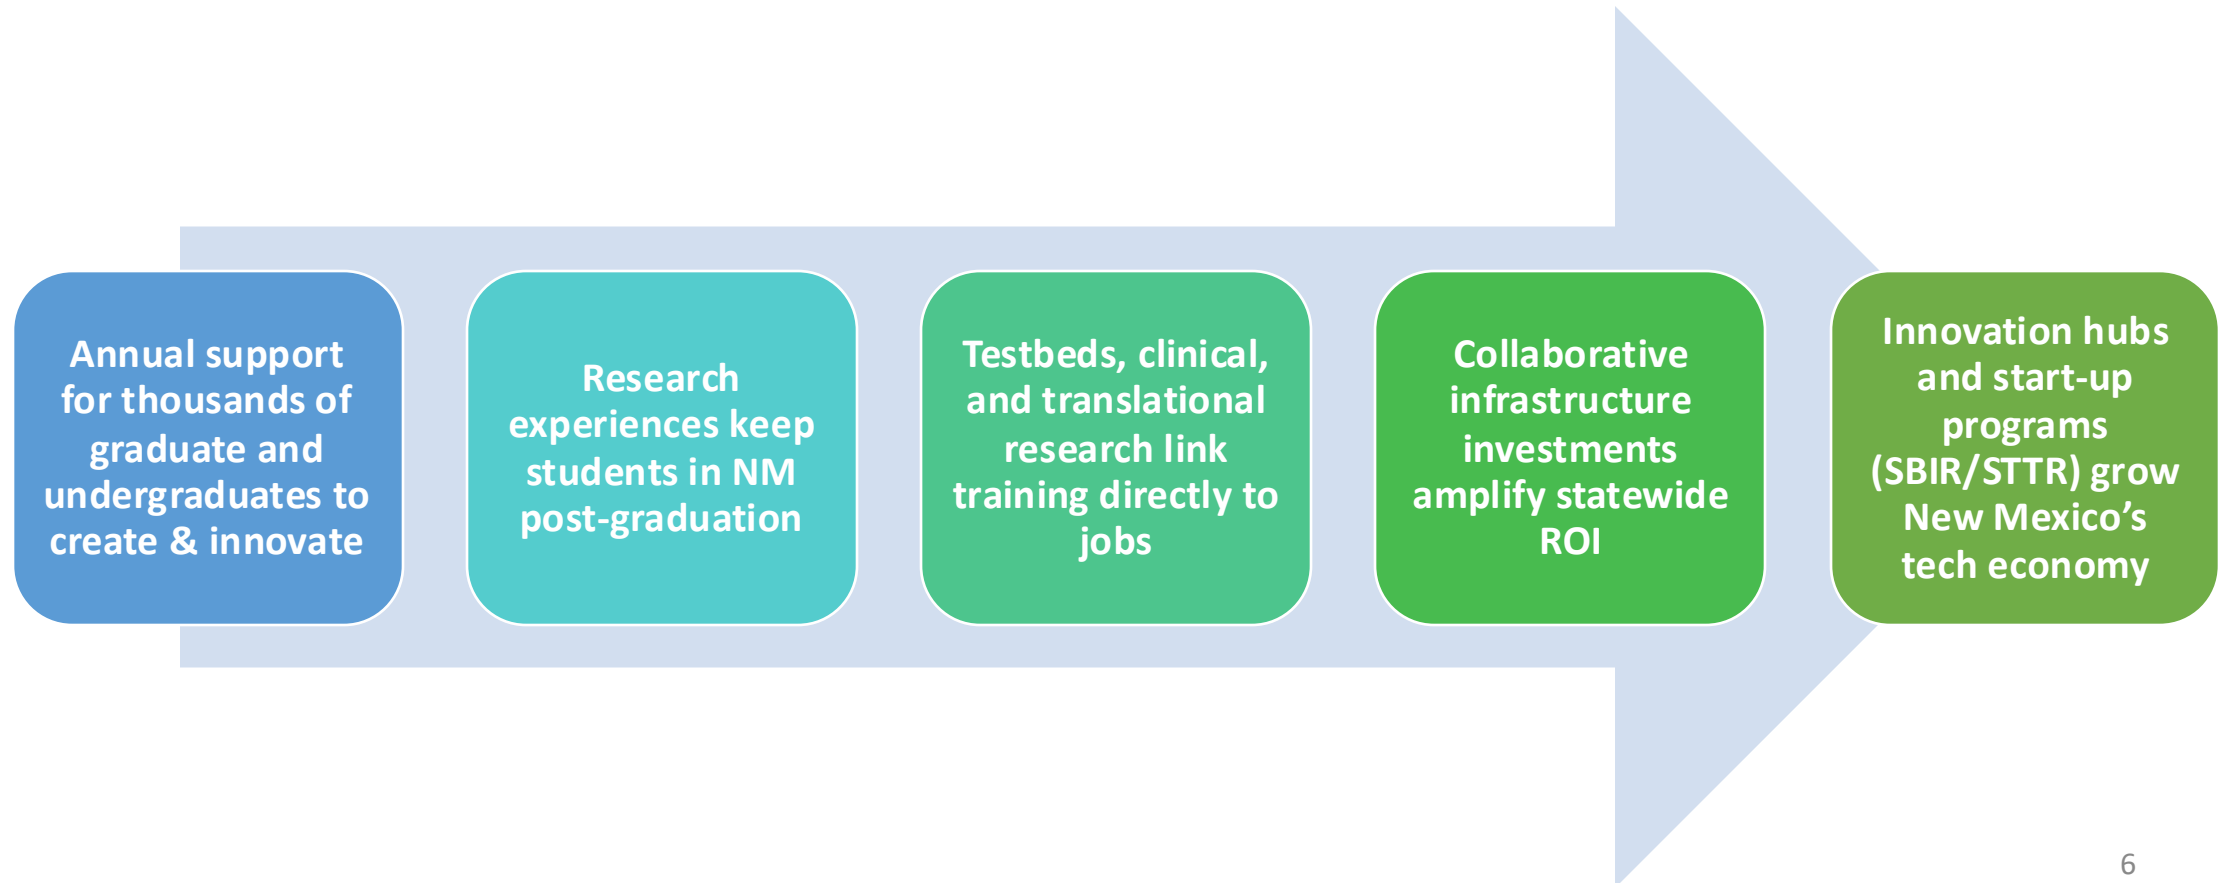 Annual support
for thousands of
graduate and
undergraduates to
create & innovate
Research
experiences keep
students in NM
post-graduation
Testbeds, clinical,
and translational
research link
training directly to
jobs
Collaborative
infrastructure
investments
amplify statewide
ROI
Innovation hubs
and start-up
programs
(SBIR/STTR) grow
New Mexico’s
tech economy
6